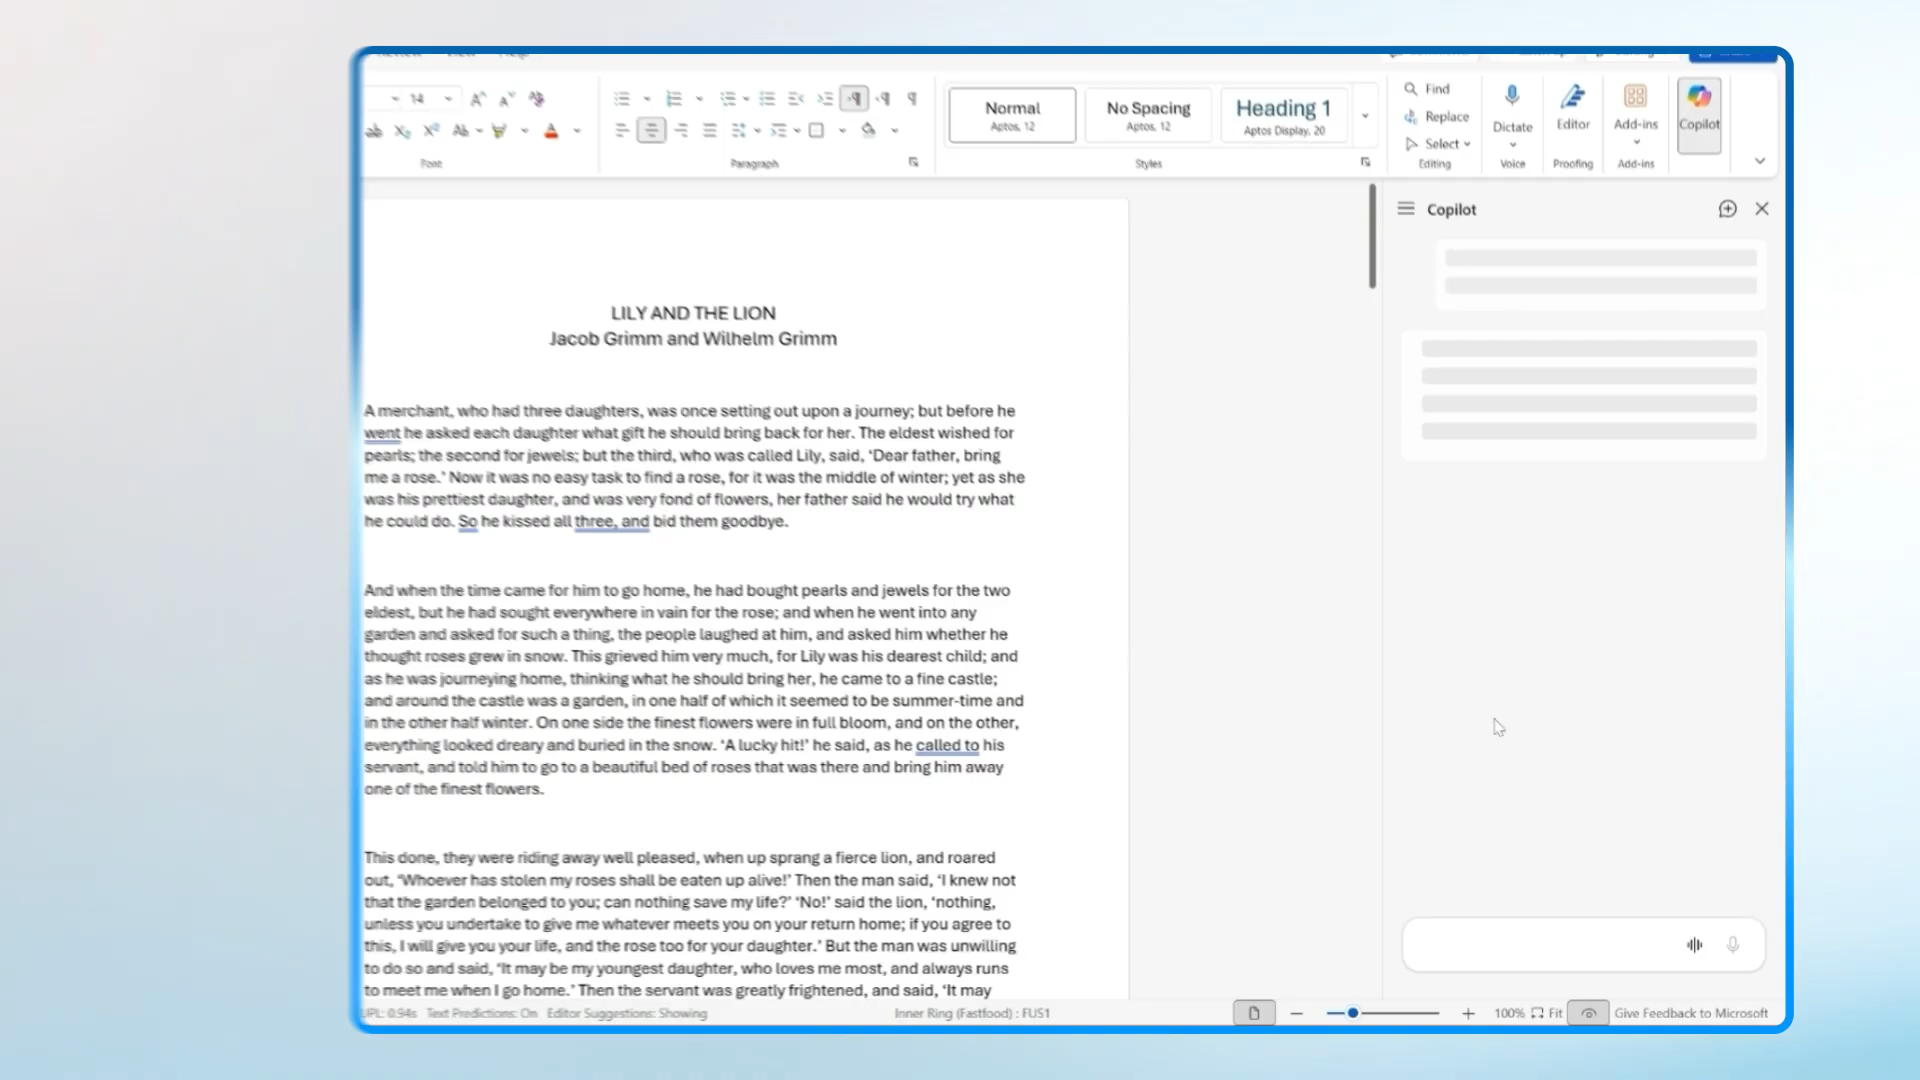 14
Font
Paragraph
Normal
Aptos, 12
No Spacing
Aptos, 12
Heading 1
Aptos Display, 20
Styles
Find
Replace
Select
Editing
Dictate
Voice
Editor
Proofing
Add-ins
Add-ins
Copilot
Copilot
LILY AND THE LION
Jacob Grimm and Wilhelm Grimm
A merchant, who had three daughters, was once setting out upon a journey; but before he
went he asked each daughter what gift he should bring back for her. The eldest wished for
pearls; the second for jewels; but the third, who was called Lily, said, ‘Dear father, bring
me a rose.’ Now it was no easy task to find a rose, for it was the middle of winter; yet as she
was his prettiest daughter, and was very fond of flowers, her father said he would try what
he could do. So he kissed all three, and bid them goodbye.
And when the time came for him to go home, he had bought pearls and jewels for the two
eldest, but he had sought everywhere in vain for the rose; and when he went into any
garden and asked for such a thing, the people laughed at him, and asked him whether he
thought roses grew in snow. This grieved him very much, for Lily was his dearest child; and
as he was journeying home, thinking what he should bring her, he came to a fine castle;
and around the castle was a garden, in one half of which it seemed to be summer-time and
in the other half winter. On one side the finest flowers were in full bloom, and on the other,
everything looked dreary and buried in the snow. ‘A lucky hit!’ he said, as he called to his
servant, and told him to go to a beautiful bed of roses that was there and bring him away
one of the finest flowers.
This done, they were riding away well pleased, when up sprang a fierce lion, and roared
out, ‘Whoever has stolen my roses shall be eaten up alive!’ Then the man said, ‘I knew not
that the garden belonged to you; can nothing save my life?’ ‘No!’ said the lion, ‘nothing,
unless you undertake to give me whatever meets you on your return home; if you agree to
this, I will give you your life, and the rose too for your daughter.’ But the man was unwilling
to do so and said, ‘It may be my youngest daughter, who loves me most, and always runs
to meet me when I go home.’ Then the servant was greatly frightened, and said, ‘It may
UPL: 0.94s Text Predictions: On Editor Suggestions: Showing
Inner Ring (Fastfood) : FUS1
100% Fit
Give Feedback to Microsoft